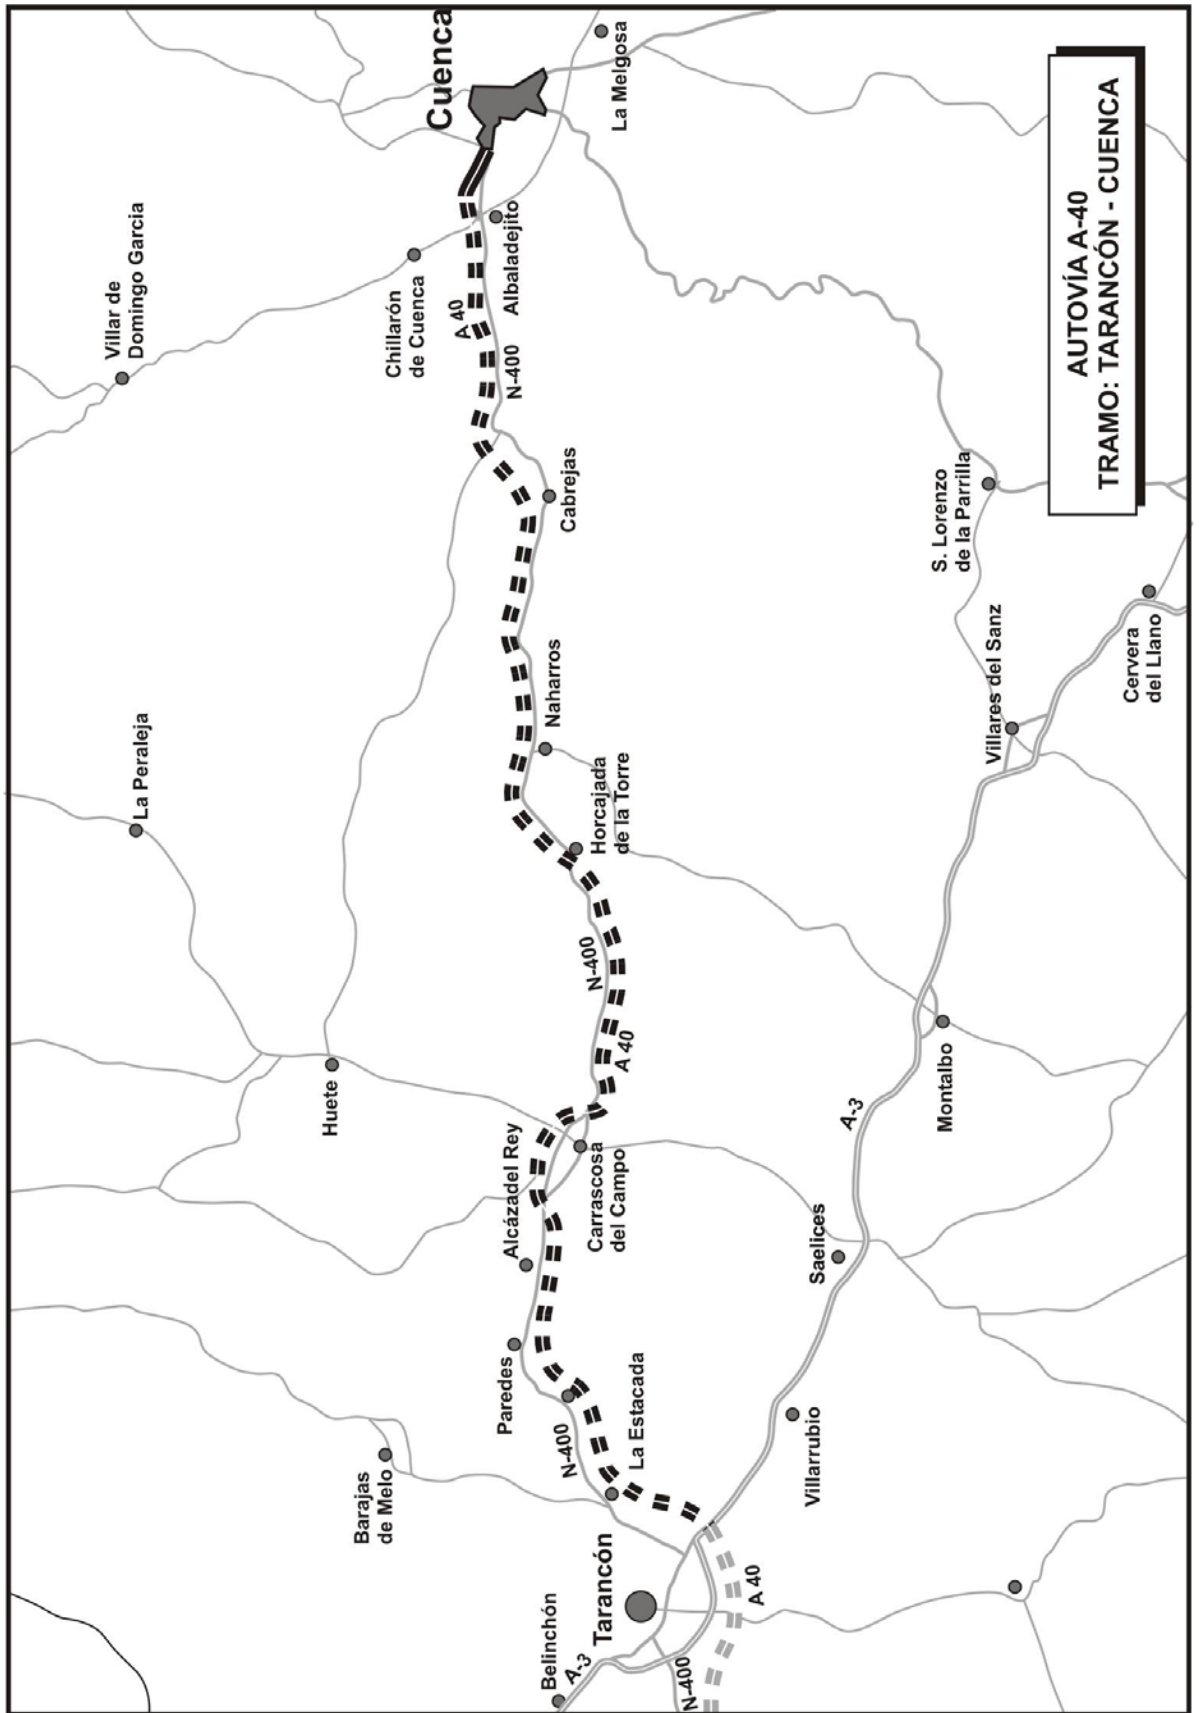 AUTOVÍA A-40
TRAMO: TARANCÓN - CUENCA
Cuenca
La Melgosa
Villar de
Domingo Garcia
Chillarón
de Cuenca
Albaladejito
A 40
N-400
Cabrejas
S. Lorenzo
de la Parrilla
Cervera
del Llano
Villares del Sanz
Naharros
Horcajada
de la Torre
La Peraleja
N-400
A 40
Huete
Montalbo
A-3
Alcázadel Rey
Carrascosa
del Campo
Saelices
Paredes
La Estacada
N-400
Villarrubio
Barajas
de Melo
Tarancón
Belinchón
A-3
N-400
A 40